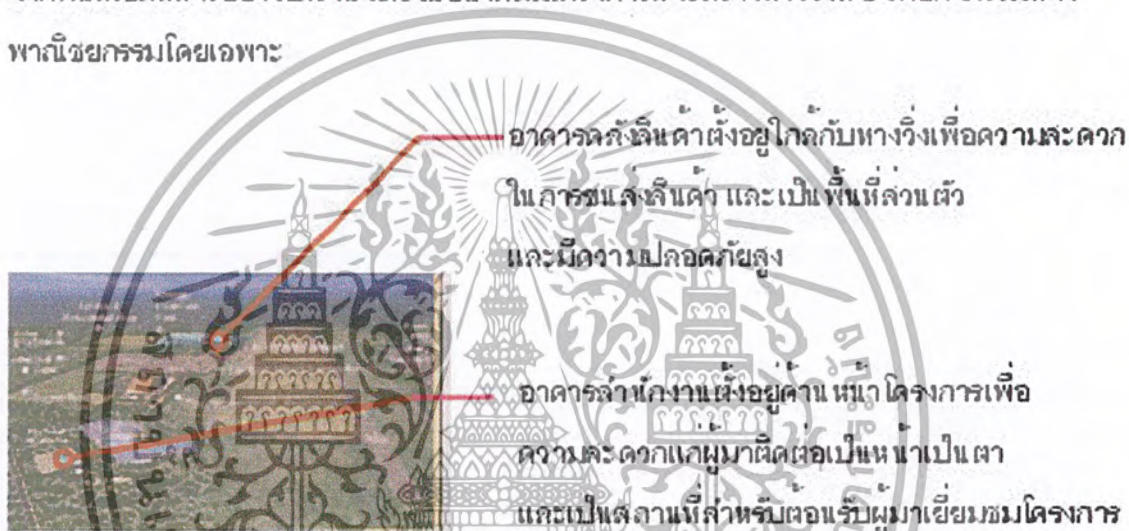 พาณิชยกรรมโดยเฉพาะ
อาคารคลังสินค้าตั้งอยู่ใกล้กับทางวิ่งเพื่อความสะดวก
ในการขนส่งสินค้า และเป็นพื้นที่ส่วนตัว
และมีความปลอดภัยสูง
อาคารสำนักงานตั้งอยู่ด้านหน้าโครงการเพื่อ
ความสะดวกแก่ผู้มาติดต่อเป็นหน้าเป็นตา
และเป็นสถานที่สำหรับต้อนรับผู้มาเยี่ยมชมโครงการ